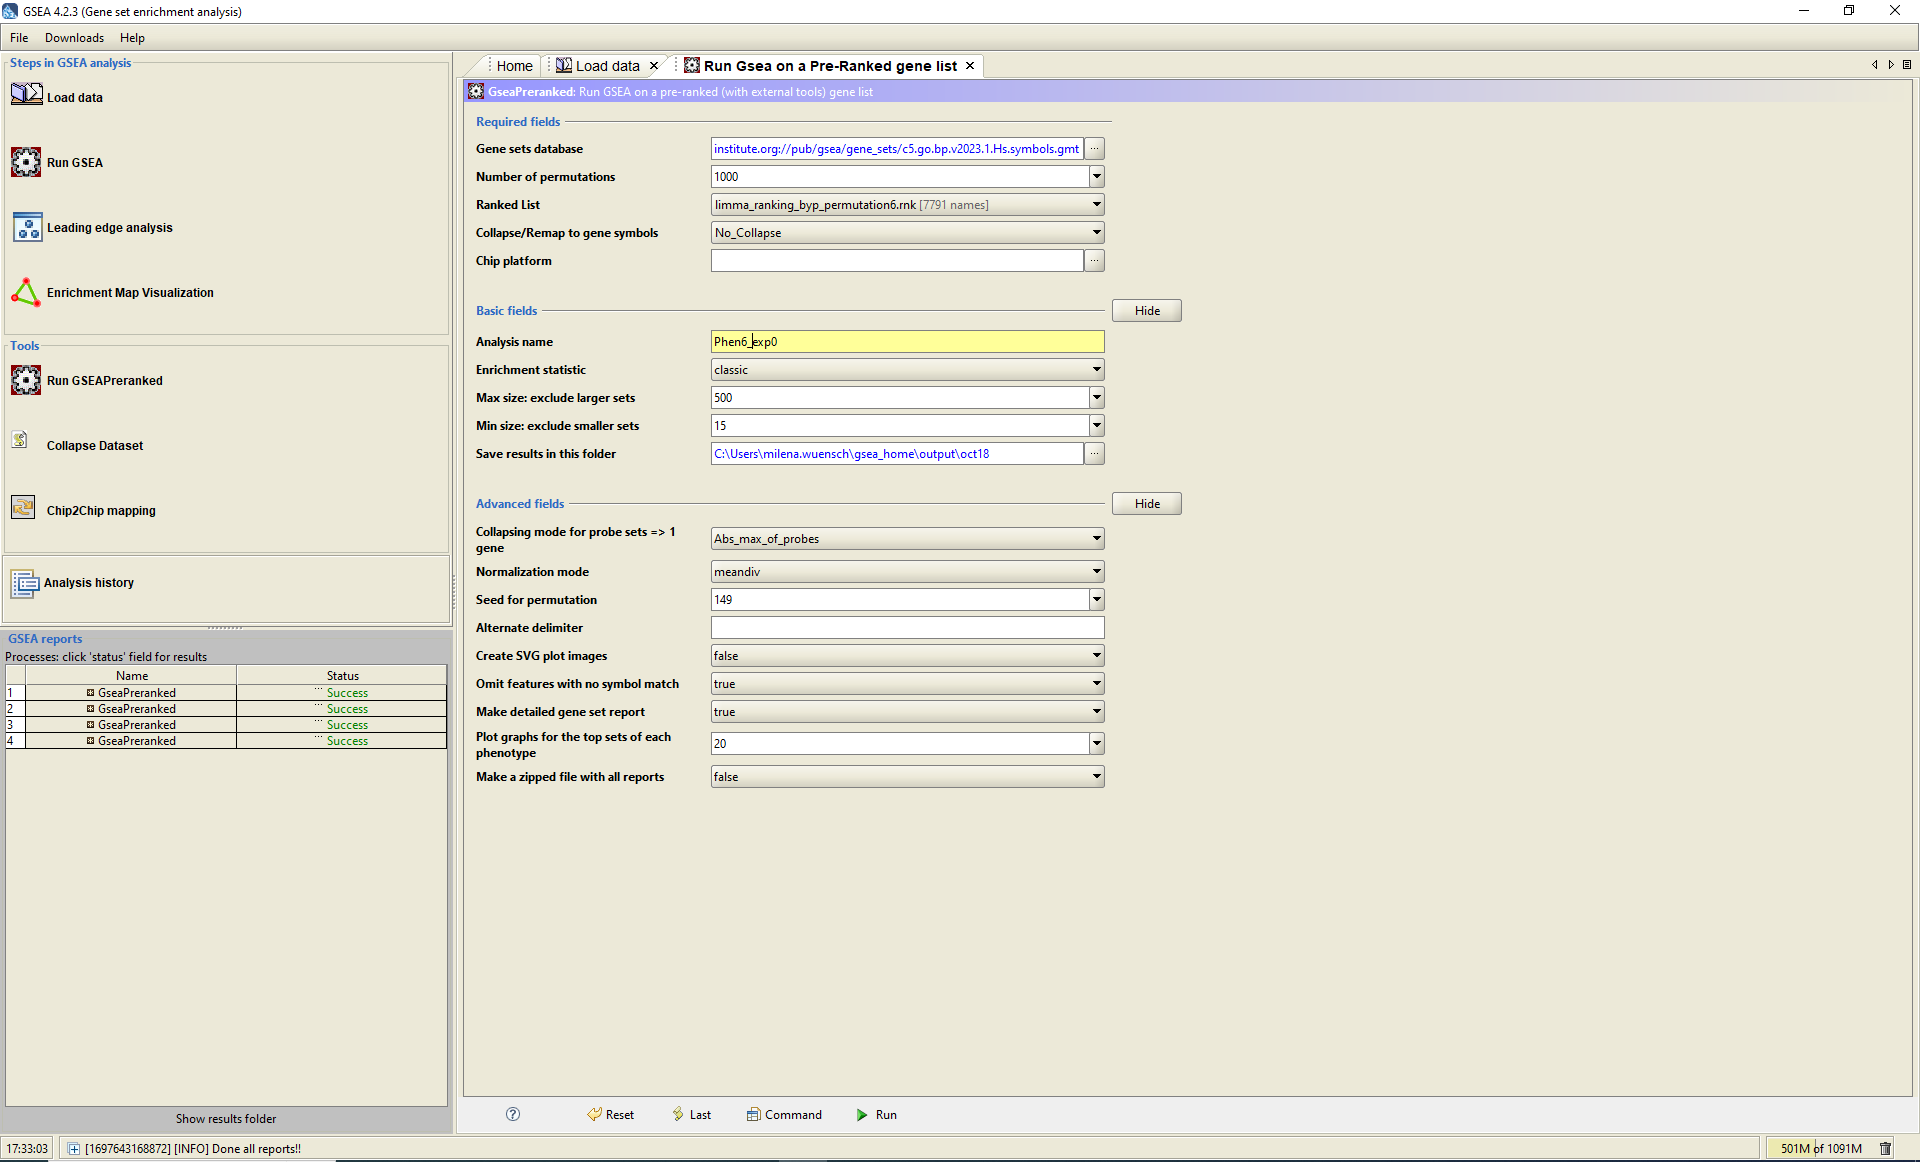 GSEA 4.2.3 (Gene set enrichment analysis)
File Downloads Help
Steps in GSEA analysis
Load data
Run GSEA
Leading edge analysis
Enrichment Map Visualization
Tools
Run GSEAPreranked
Collapse Dataset
Chip2Chip mapping
Analysis history
GSEA reports
Processes: click 'status' field for results
Name Status
1 GseaPreranked ... Success
2 GseaPreranked ... Success
3 GseaPreranked ... Success
4 GseaPreranked ... Success
Show results folder
Home Load data Run Gsea on a Pre-Ranked gene list
GseaPreranked: Run GSEA on a pre-ranked (with external tools) gene list
Required fields
Gene sets database institute.org://pub/gsea/gene_sets/c5.go.bp.v2023.1.Hs.symbols.gmt ...
Number of permutations 1000
Ranked List limma_ranking_byp_permutation6.rnk [7791 names]
Collapse/Remap to gene symbols No_Collapse
Chip platform ...
Basic fields Hide
Analysis name Phen6_exp0
Enrichment statistic classic
Max size: exclude larger sets 500
Min size: exclude smaller sets 15
Save results in this folder C:\Users\milena.wuensch\gsea_home\output\oct18 ...
Advanced fields Hide
Collapsing mode for probe sets => 1
gene Abs_max_of_probes
Normalization mode meandiv
Seed for permutation 149
Alternate delimiter
Create SVG plot images false
Omit features with no symbol match true
Make detailed gene set report true
Plot graphs for the top sets of each
phenotype 20
Make a zipped file with all reports false
? Reset Last Command Run
17:33:03 [1697643168872] [INFO] Done all reports!! 501M of 1091M